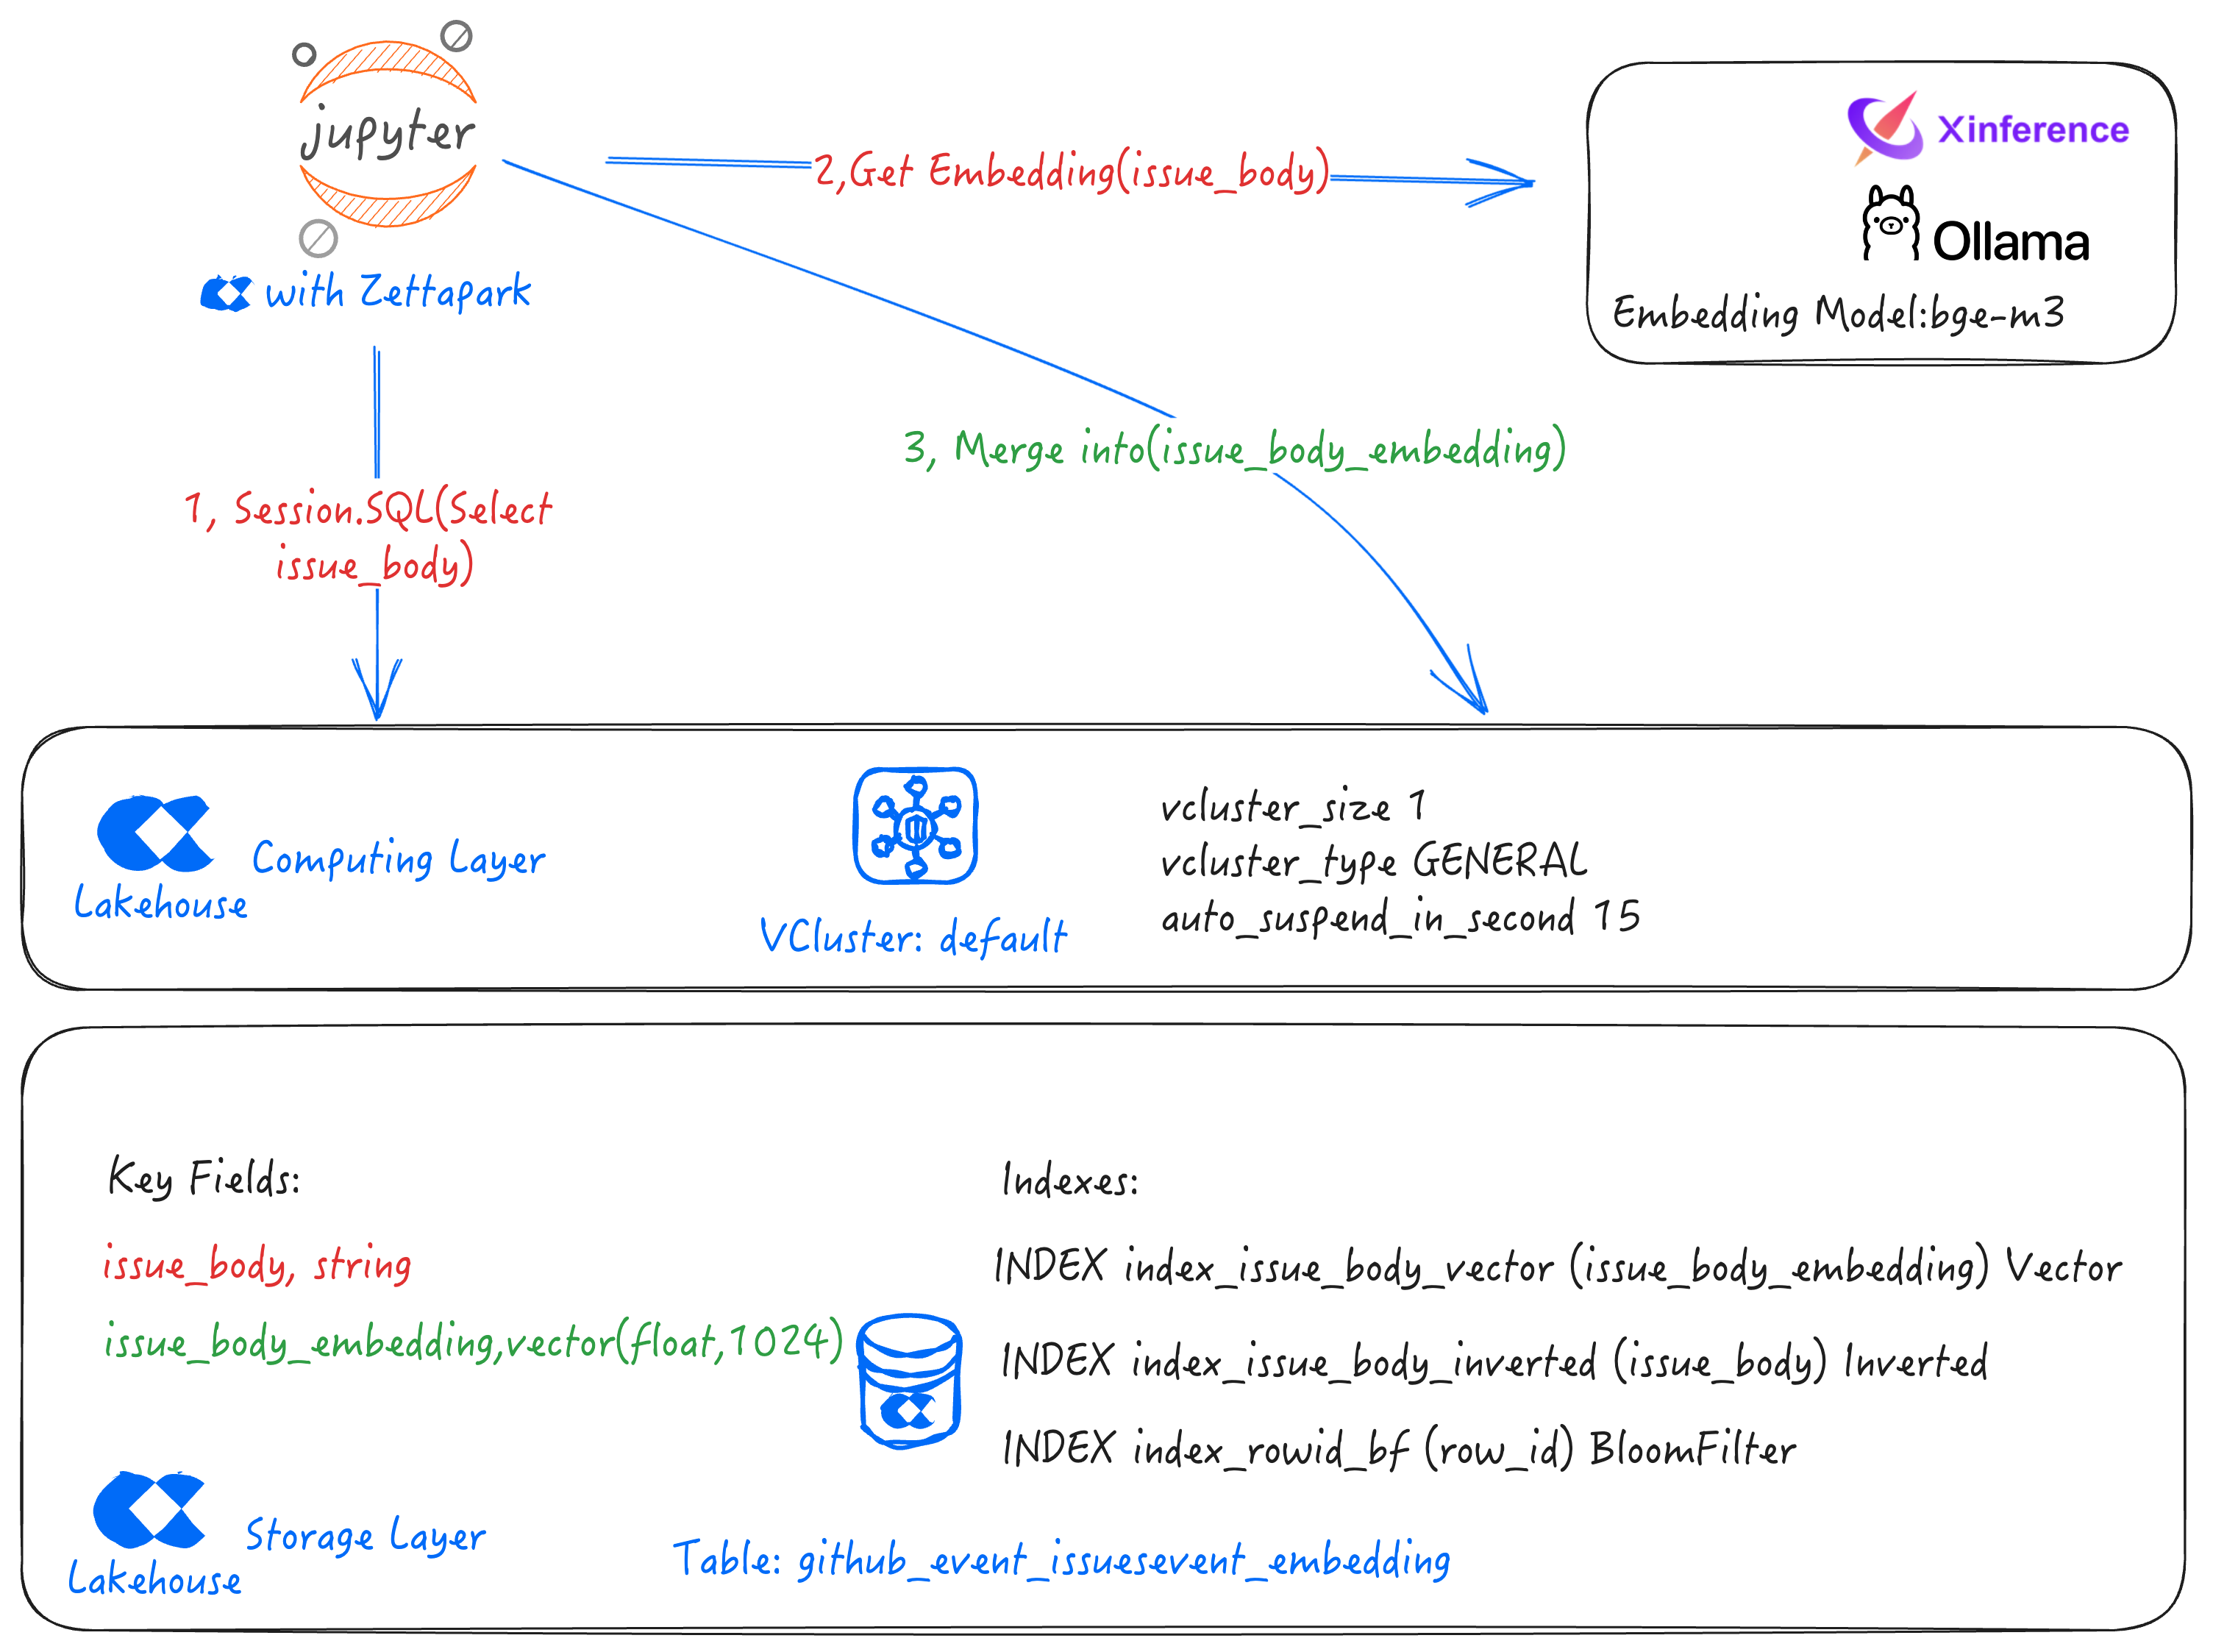 jupyter
with Zettapark
2,Get Embedding(issue_body)
Xinference
Ollama
Embedding Model:bge-m3
3, Merge into(issue_body_embedding)
1, Session.SQL(Select
issue_body)
Lakehouse
Computing Layer
VCluster: default
vcluster_size 1
vcluster_type GENERAL
auto_suspend_in_second 15
Key Fields:
issue_body, string
issue_body_embedding,vector(float,1024)
Indexes:
INDEX index_issue_body_vector (issue_body_embedding) Vector
INDEX index_issue_body_inverted (issue_body) Inverted
INDEX index_rowid_bf (row_id) BloomFilter
Lakehouse
Storage Layer
Table: github_event_issuesevent_embedding